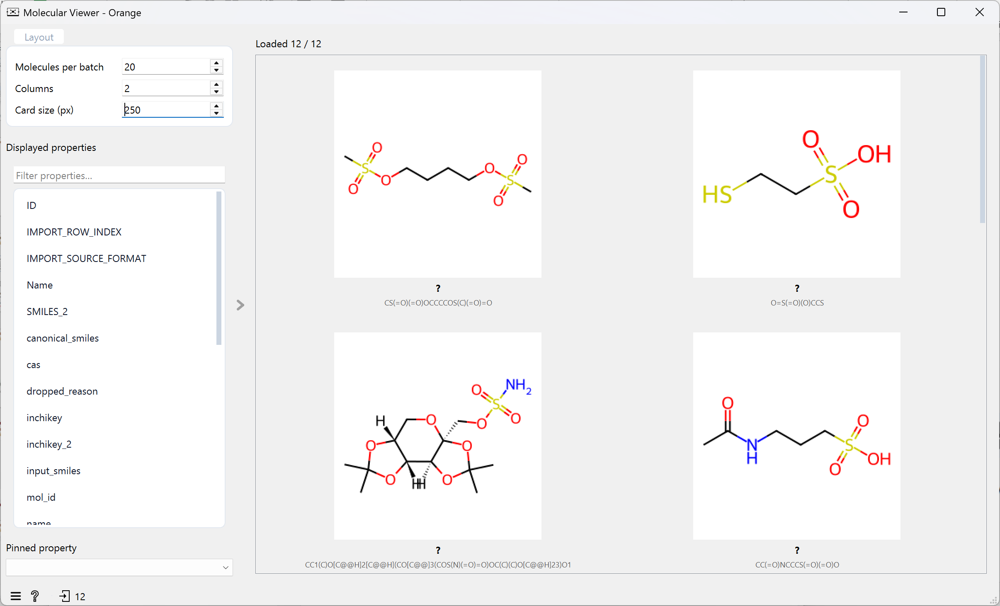 Molecular Viewer - Orange
Layout
Molecules per batch 20
Columns 2
Card size (px) 250
Displayed properties
Filter properties...
ID
IMPORT_ROW_INDEX
IMPORT_SOURCE_FORMAT
Name
SMILES_2
canonical_smiles
cas
dropped_reason
inchikey
inchikey_2
input_smiles
mol_id
name
Pinned property
12
Loaded 12 / 12
O
S
O
O
O
O
S
O
?
CS(=O)(=O)OCCCCOS(C)(=O)=O
O
OH
S
HS
O
?
O=S(=O)(O)CCS
NH2
O
S
O
O
H
O
O
O
O
H
H
O
?
CC1(C)O[C@@H]2[C@@H](CO[C@@]3(COS(N)(=O)=O)OC(C)(C)O[C@@H]23)O1
O
O
N
H
S
OH
O
?
CC(=O)NCCCS(=O)(=O)O